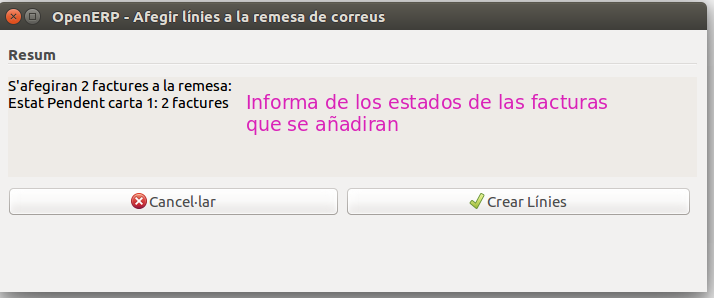 OpenERP - Afegir línies a la remesa de correus
Resum
S'afegiran 2 factures a la remesa:
Estat Pendent carta 1: 2 factures
Informa de los estados de las facturas
que se añadiran
Cancel·lar
Crear Línies